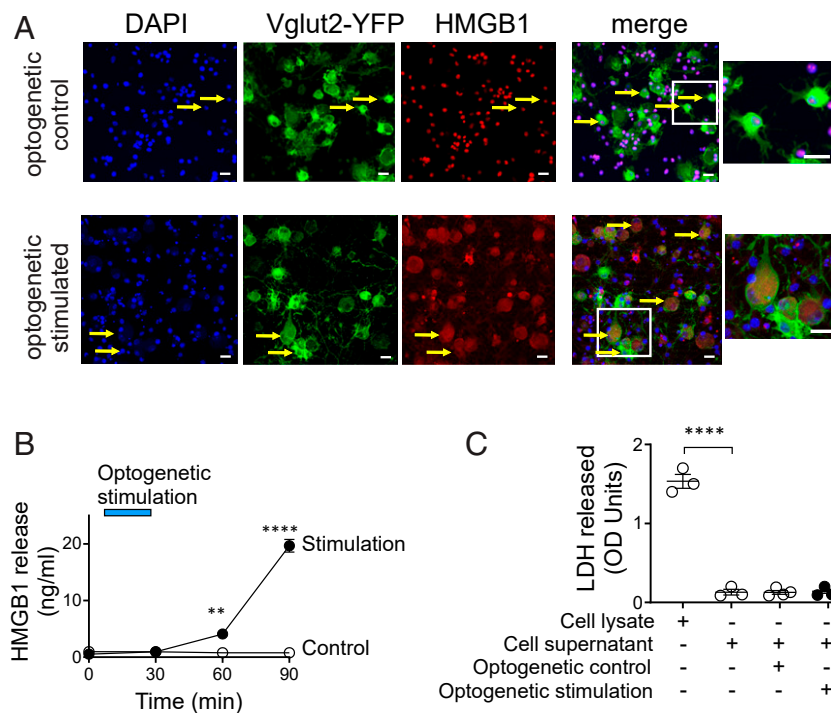 A
DAPI Vglut2-YFP HMGB1 merge
optogenetic
control
optogenetic
stimulated
B
Optogenetic
stimulation
HMGB1 release
(ng/ml)
20
10
0
**
****
Stimulation
Control
0 30 60 90
Time (min)
C
LDH released
(OD Units)
2
1
0
****
Cell lysate + - - -
Cell supernatant - + + +
Optogenetic control - - + -
Optogenetic stimulation - - - +